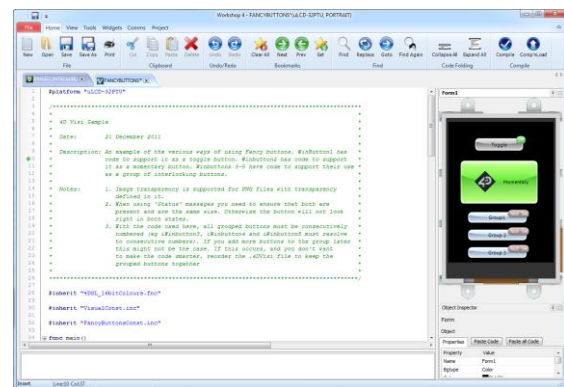 Workshop 4 - FANCYBUTTONS*(uLCD-32PTU, PORTRAIT)
File Home View Tools Widgets Comms Project
New Open Save Save As Print Cut Copy Paste Delete Undo Redo Clear All Next Prev Set Find Replace Goto Find Again Collapse All Expand All Compile CompLoad
File Clipboard Undo/Redo Bookmarks Find Code Folding Compile
FANCYBUTTONS*
#platform "uLCD-32PTU"
4D Visi Sample
Date: 21 December 2011
Description: An example of the various ways of using Fancy buttons. WinButton1 has
code to support it as a toggle button. Winbutton2 has code to support
it as a momentary button. Winbuttons 3-5 have code to support their use
as a group of interlocking buttons.
Notes: 1. Image transparency is supported for PNG files with transparency
defined in it.
2. When using "Status" messages you need to ensure that both are
present and are the same size. Otherwise the button will not look
right in both states.
3. With the code used here, all grouped buttons must be consecutively
numbered (eg iWinbutton3, iWinbutton4 and iWinbutton5 must resolve
to consecutive numbers). If you add more buttons to the group later
this might not be the case. If this occurs, and you don't want
to make the code smarter, reorder the .4DVisi file to keep the
grouped buttons together
#inherit "4DGL_16bitColours.fnc"
#inherit "VisualConst.inc"
#inherit "FancyButtonsConst.inc"
func main()
Insert Line:10 Col:37
Form1
Toggle
4D Momentary
Group1
Group 2
Group 3
Object Inspector
Form
Object
Properties Paste Code Paste all Code
Property Value
Name Form1
Bgtype Color